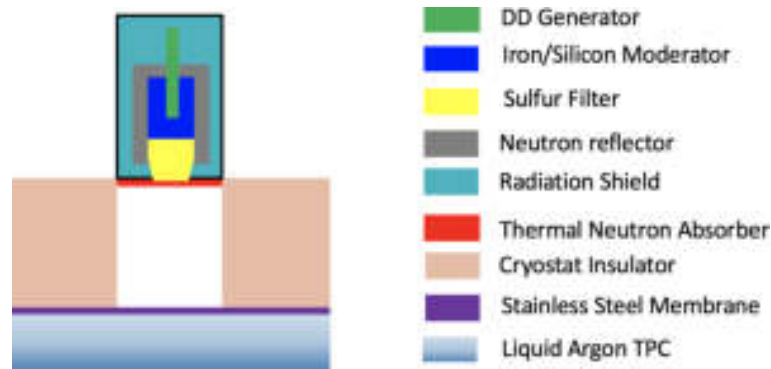 DD Generator
Iron/Silicon Moderator
Sulfur Filter
Neutron reflector
Radiation Shield
Thermal Neutron Absorber
Cryostat Insulator
Stainless Steel Membrane
Liquid Argon TPC